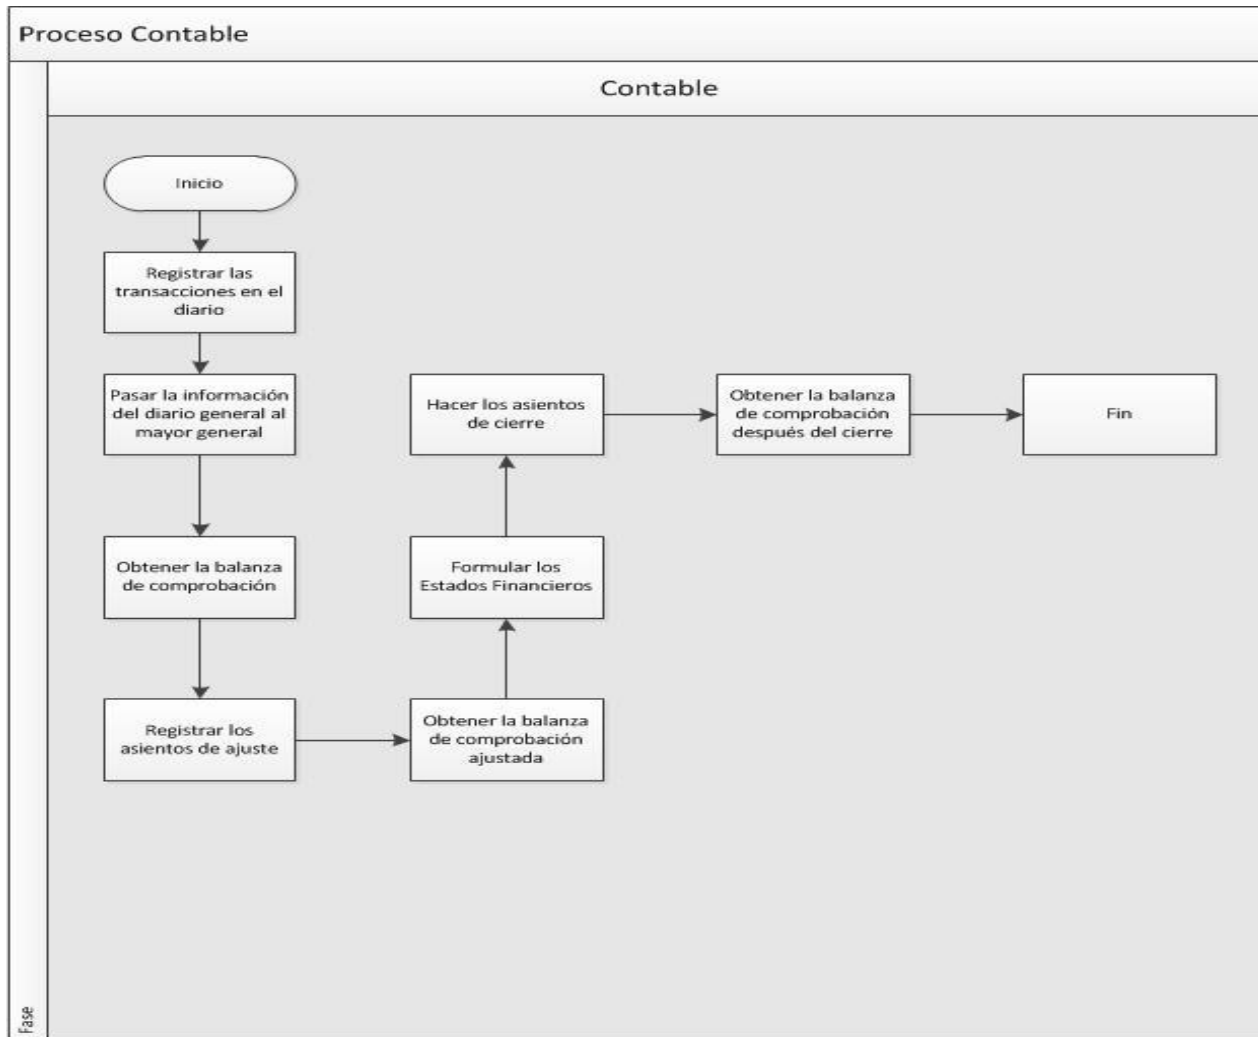 Proceso Contable
Contable
Inicio
Registrar las
transacciones en el
diario
Pasar la información
del diario general al
mayor general
Obtener la balanza
de comprobación
Registrar los
asientos de ajuste
Obtener la balanza
de comprobación
ajustada
Formular los
Estados Financieros
Hacer los asientos
de cierre
Obtener la balanza
de comprobación
después del cierre
Fin
Fase